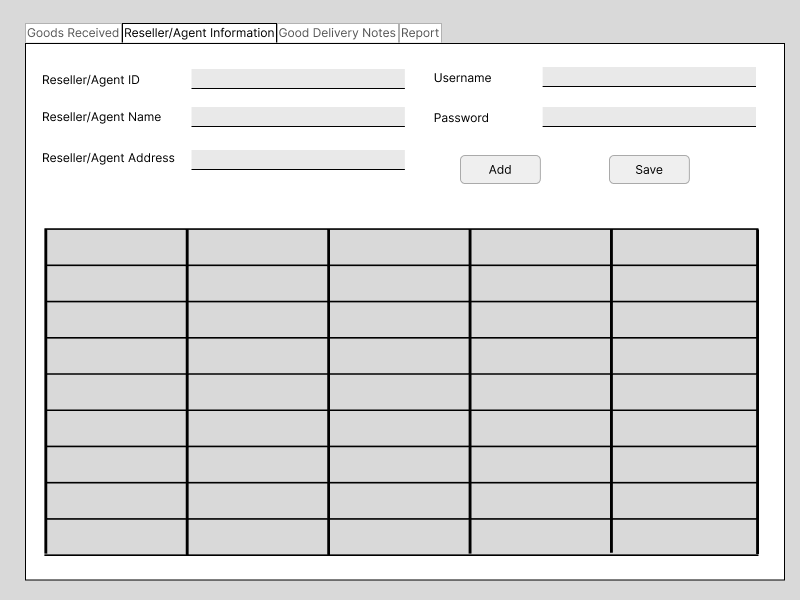 Goods Received Reseller/Agent Information Good Delivery Notes Report
Reseller/Agent ID Username
Reseller/Agent Name Password
Reseller/Agent Address
Add Save